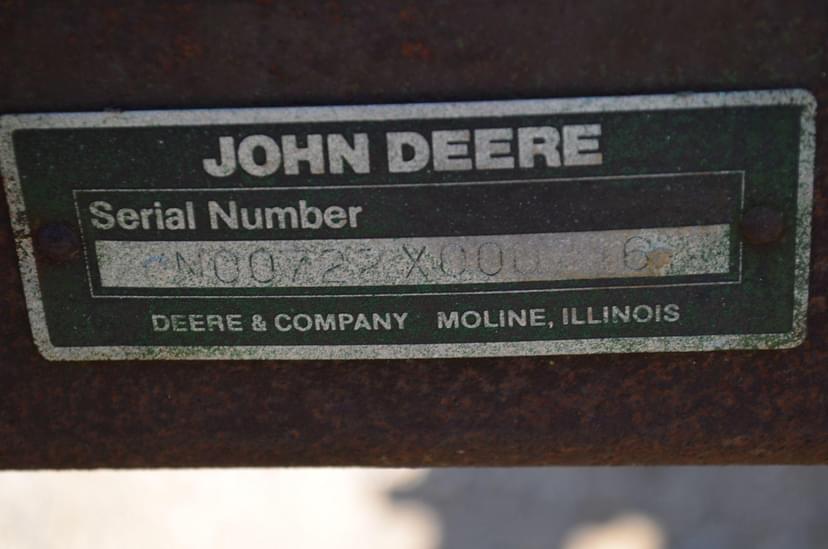 JOHN DEERE
Serial Number
DEERE & COMPANY MOLINE, ILLINOIS